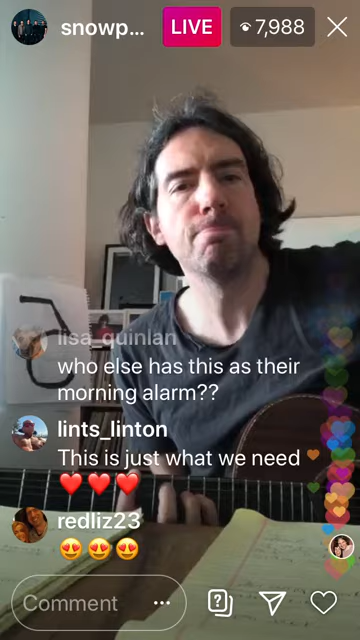 snowp...
LIVE
7,988
lisa_quinlan
who else has this as their
morning alarm??
lints_linton
This is just what we need
❤️❤️❤️
redliz23
😍😍😍
Comment